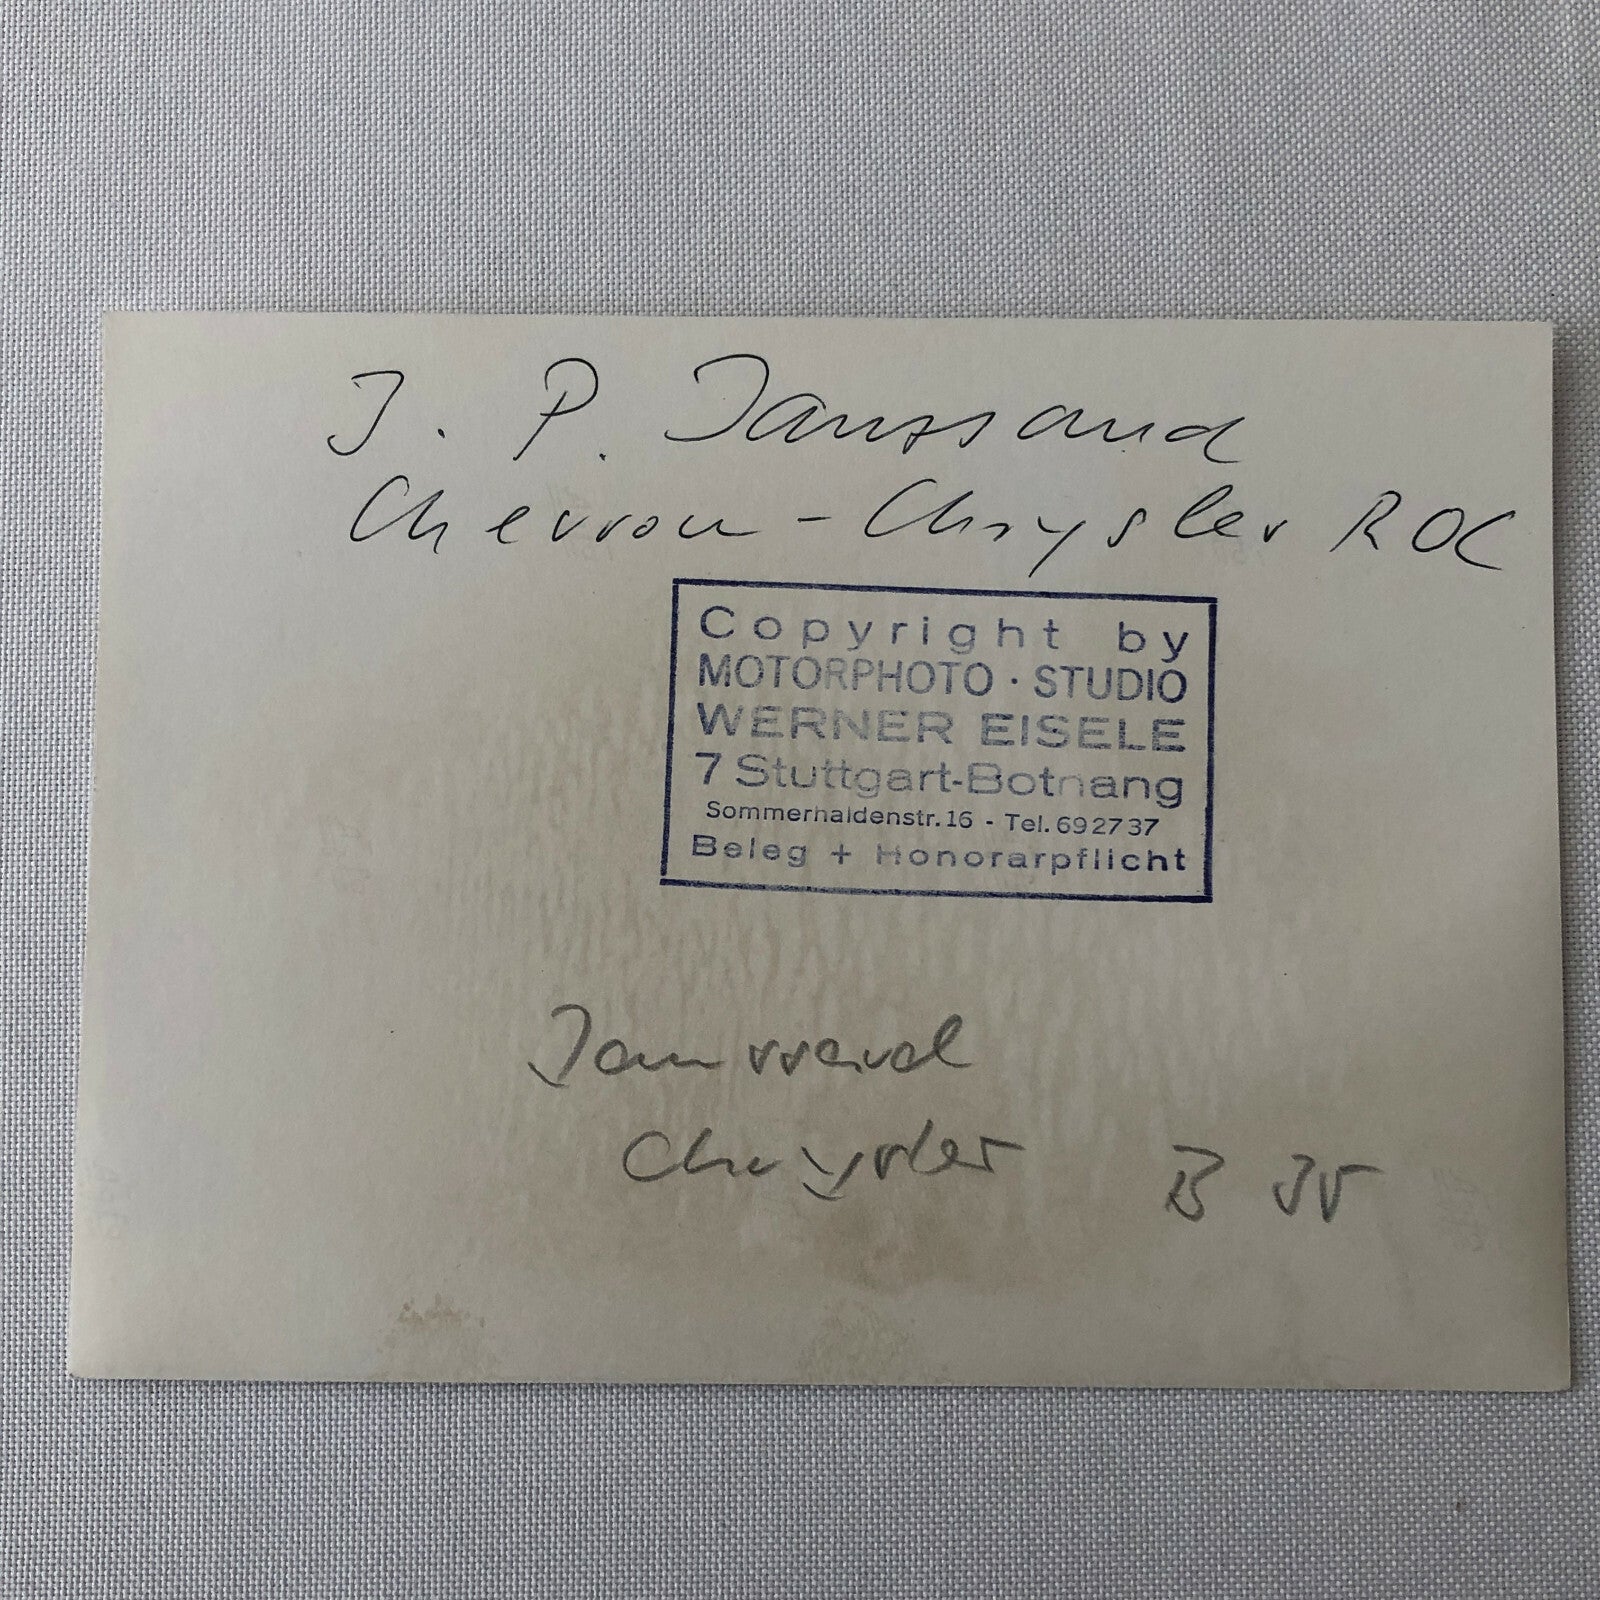 J. P. Jaussaud
Chevron - Chrysler ROC
Copyright by
MOTORPHOTO · STUDIO
WERNER EISELE
7 Stuttgart-Botnang
Sommerhaldenstr. 16 - Tel. 692737
Beleg + Honorarpflicht
Jaussaud
Chrysler B 35